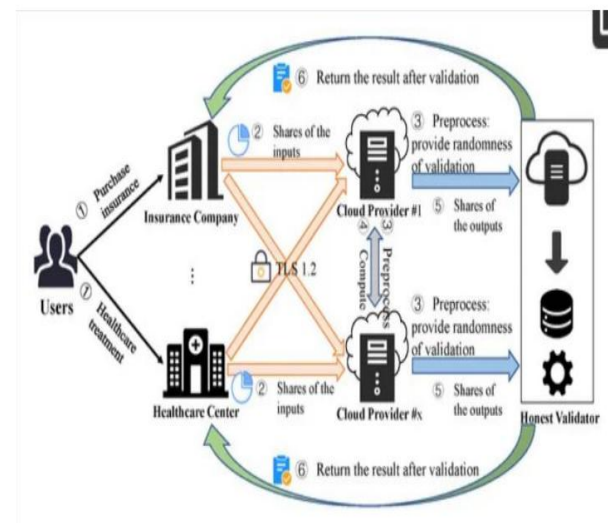 ⑥ Return the result after validation
② Shares of the
inputs
③ Preprocess:
provide randomness
of validation
① Purchase
insurance
Insurance Company
Cloud Provider #1
⑤ Shares of
the outputs
Users
⋮
TLS 1.2
③ Preprocess
④ Compute
① Healthcare
treatment
③ Preprocess:
provide randomness
of validation
② Shares of the
inputs
⑤ Shares of
the outputs
Healthcare Center
Cloud Provider #x
Honest Validator
⑥ Return the result after validation